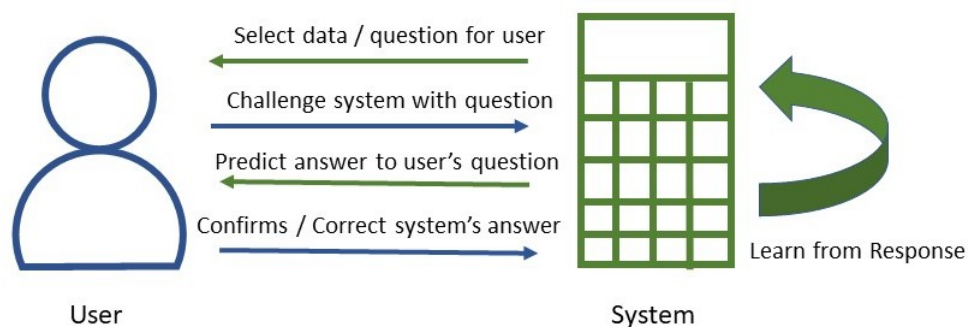 Select data / question for user
Challenge system with question
Predict answer to user's question
Confirms / Correct system's answer
Learn from Response
User
System